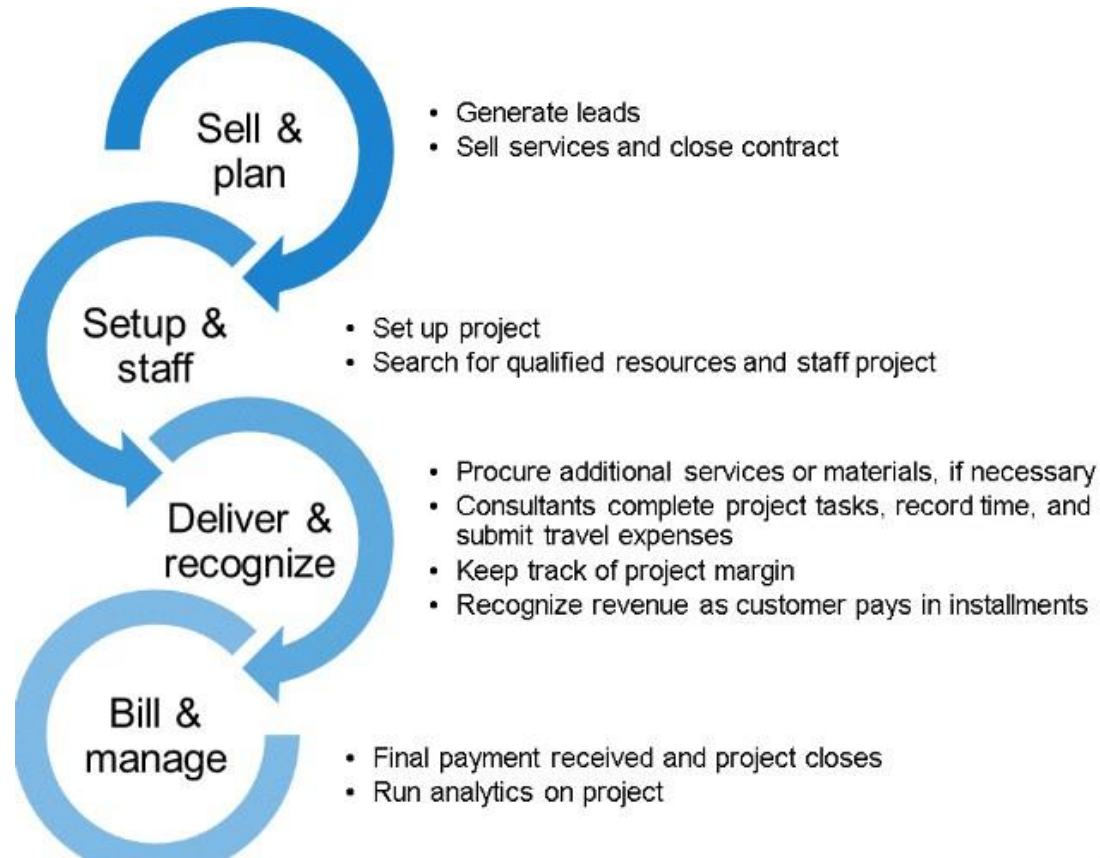 Sell &
plan
• Generate leads
• Sell services and close contract
Setup &
staff
• Set up project
• Search for qualified resources and staff project
Deliver &
recognize
• Procure additional services or materials, if necessary
• Consultants complete project tasks, record time, and
submit travel expenses
• Keep track of project margin
• Recognize revenue as customer pays in installments
Bill &
manage
• Final payment received and project closes
• Run analytics on project